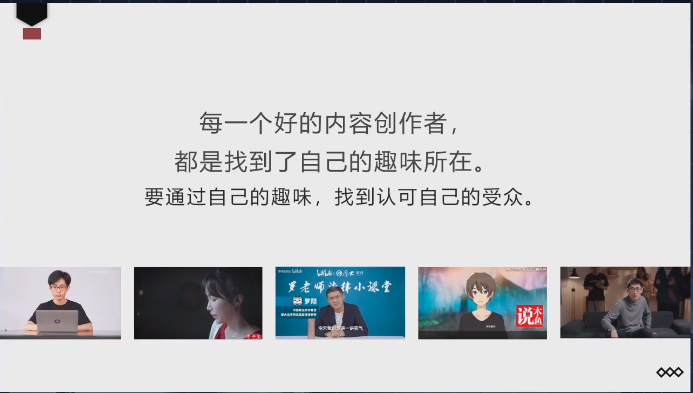 每一个好的内容创作者，
都是找到了自己的趣味所在。
要通过自己的趣味，找到认可自己的受众。
罗老师法律小课堂
罗翔
说木鱼